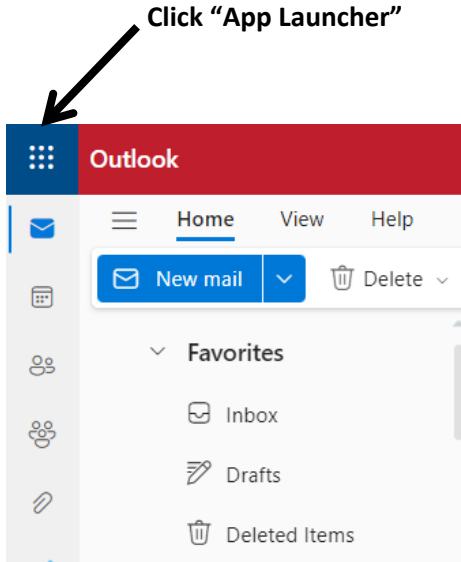 Click “App Launcher”
Outlook
Home View Help
New mail Delete
Favorites
Inbox
Drafts
Deleted Items